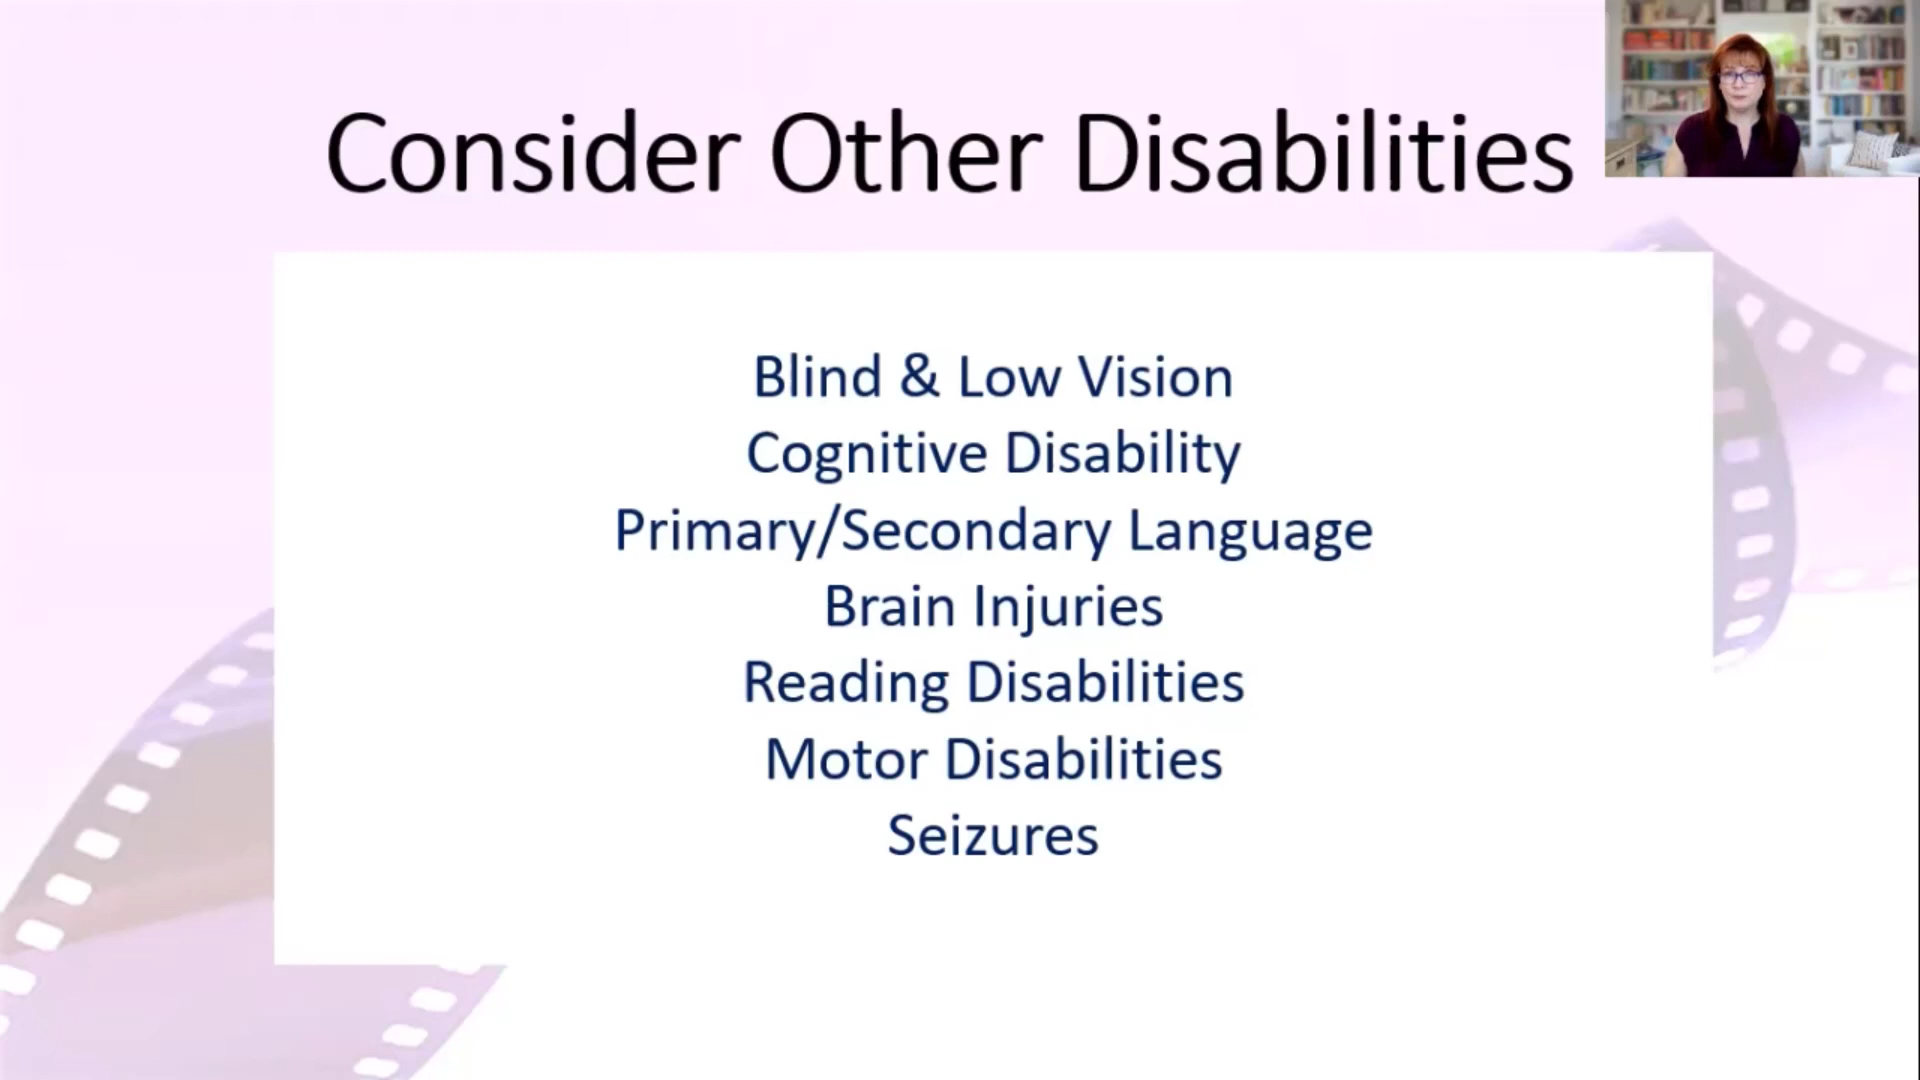 Consider Other Disabilities
Blind & Low Vision
Cognitive Disability
Primary/Secondary Language
Brain Injuries
Reading Disabilities
Motor Disabilities
Seizures